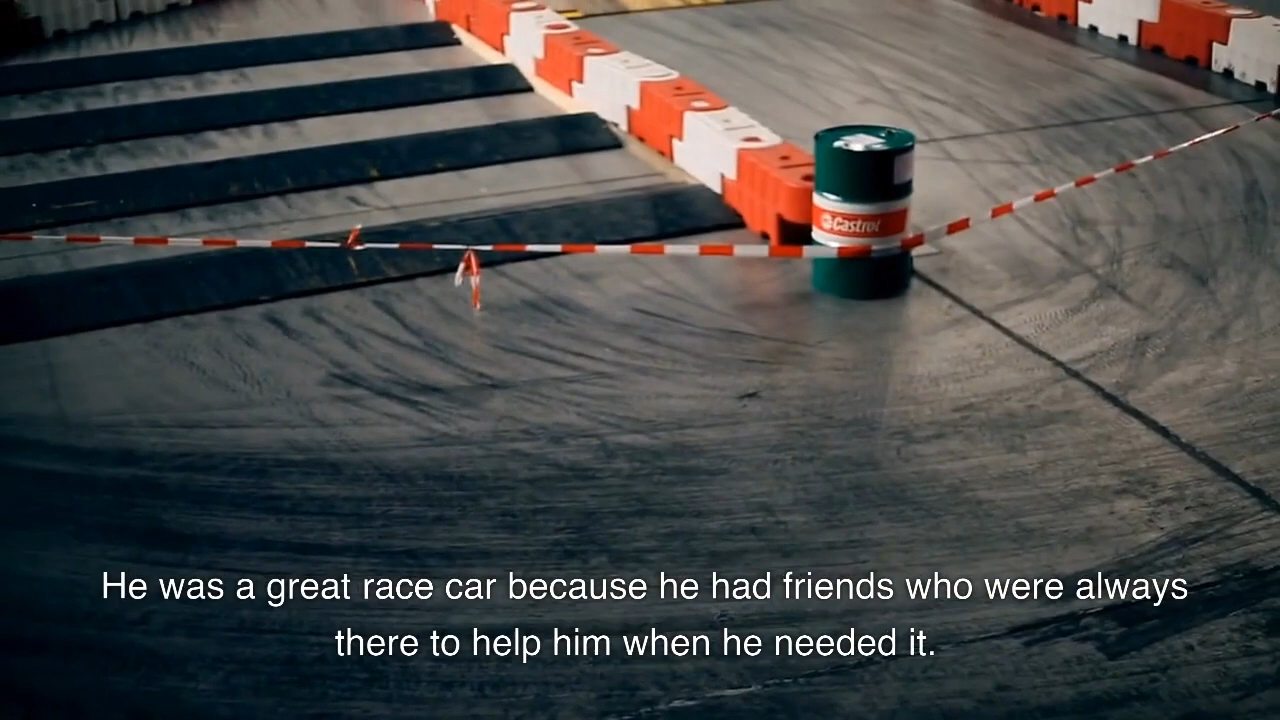 Castrol
He was a great race car because he had friends who were always
there to help him when he needed it.